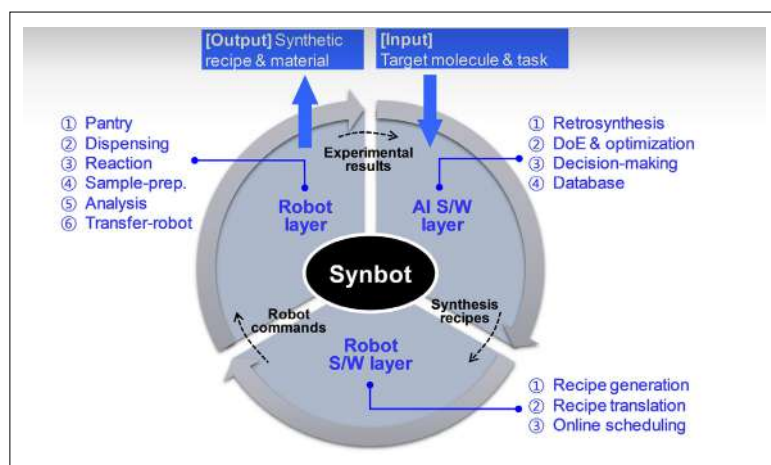 [Output] Synthetic
recipe & material
[Input]
Target molecule & task
① Pantry
② Dispensing
③ Reaction
④ Sample-prep.
⑤ Analysis
⑥ Transfer-robot
Experimental
results
① Retrosynthesis
② DoE & optimization
③ Decision-making
④ Database
Robot
layer
AI S/W
layer
Synbot
Robot
commands
Synthesis
recipes
Robot
S/W layer
① Recipe generation
② Recipe translation
③ Online scheduling